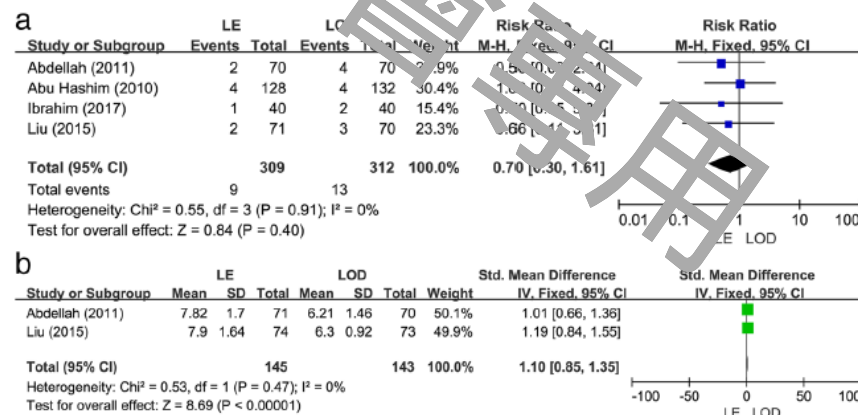 a
LE
Risk Ratio
Study or Subgroup Events Total Events Total Weight M-H, Fixed, 95% CI M-H, Fixed, 95% CI
Abdellah (2011) 2 70 4 70
Abu Hashim (2010) 4 128 4 132 30.4%
Ibrahim (2017) 1 40 2 40 15.4%
Liu (2015) 2 71 3 70 23.3%
Total (95% CI) 309 312 100.0% 0.70 [0.30, 1.61]
Total events 9 13
Heterogeneity: Chi² = 0.55, df = 3 (P = 0.91); I² = 0%
Test for overall effect: Z = 0.84 (P = 0.40)
0.01 0.1 1 10 100
LE LOD
b
LE LOD Std. Mean Difference Std. Mean Difference
Study or Subgroup Mean SD Total Mean SD Total Weight IV, Fixed, 95% CI IV, Fixed, 95% CI
Abdellah (2011) 7.82 1.7 71 6.21 1.46 70 50.1% 1.01 [0.66, 1.36]
Liu (2015) 7.9 1.64 74 6.3 0.92 73 49.9% 1.19 [0.84, 1.55]
Total (95% CI) 145 143 100.0% 1.10 [0.85, 1.35]
Heterogeneity: Chi² = 0.53, df = 1 (P = 0.47); I² = 0%
Test for overall effect: Z = 8.69 (P < 0.00001)
-100 -50 0 50 100
LE LOD
專用